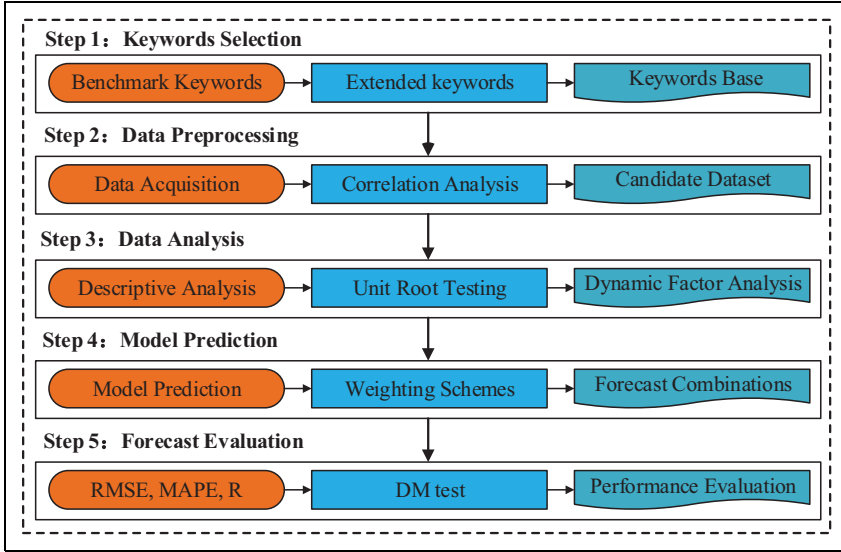 Step 1：Keywords Selection
Benchmark Keywords
Extended keywords
Keywords Base
Step 2：Data Preprocessing
Data Acquisition
Correlation Analysis
Candidate Dataset
Step 3：Data Analysis
Descriptive Analysis
Unit Root Testing
Dynamic Factor Analysis
Step 4：Model Prediction
Model Prediction
Weighting Schemes
Forecast Combinations
Step 5：Forecast Evaluation
RMSE, MAPE, R
DM test
Performance Evaluation